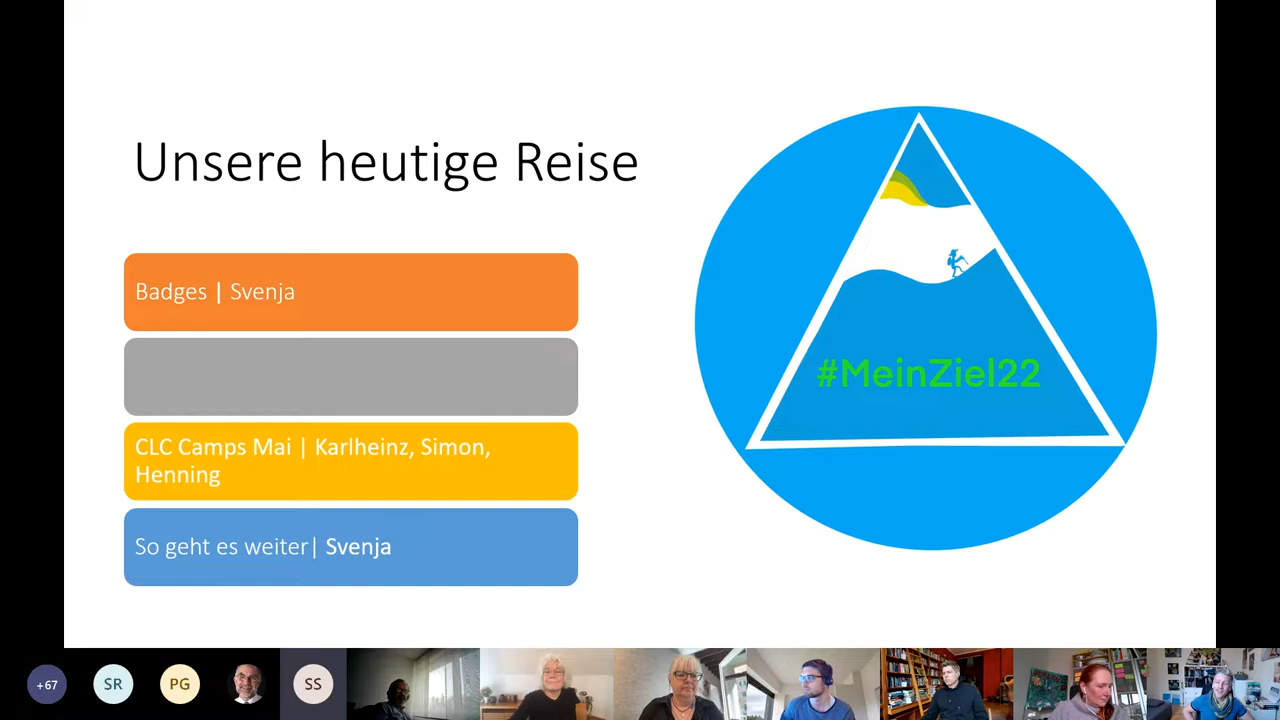 Unsere heutige Reise
Badges | Svenja
CLC Camps Mai | Karlheinz, Simon,
Henning
So geht es weiter| Svenja
#MeinZiel22
+67
SR
PG
SS